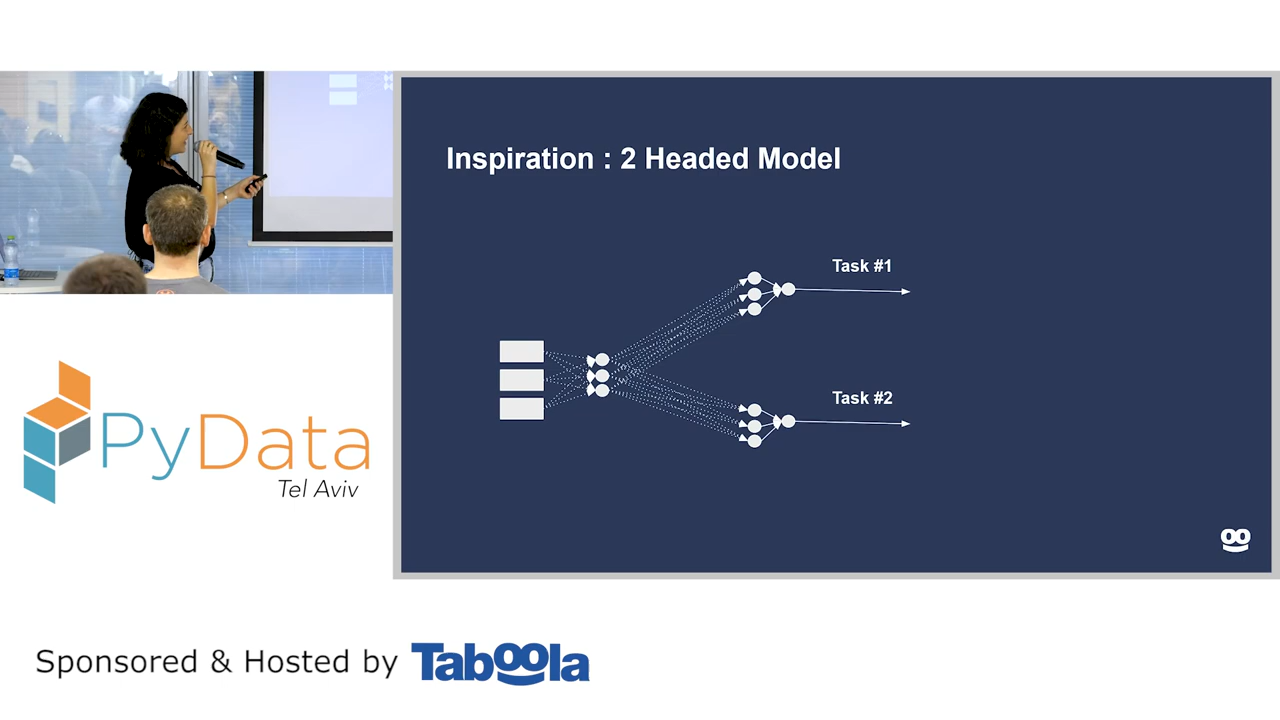 Inspiration : 2 Headed Model
Task #1
Task #2
PyData
Tel Aviv
Sponsored & Hosted by Taboola